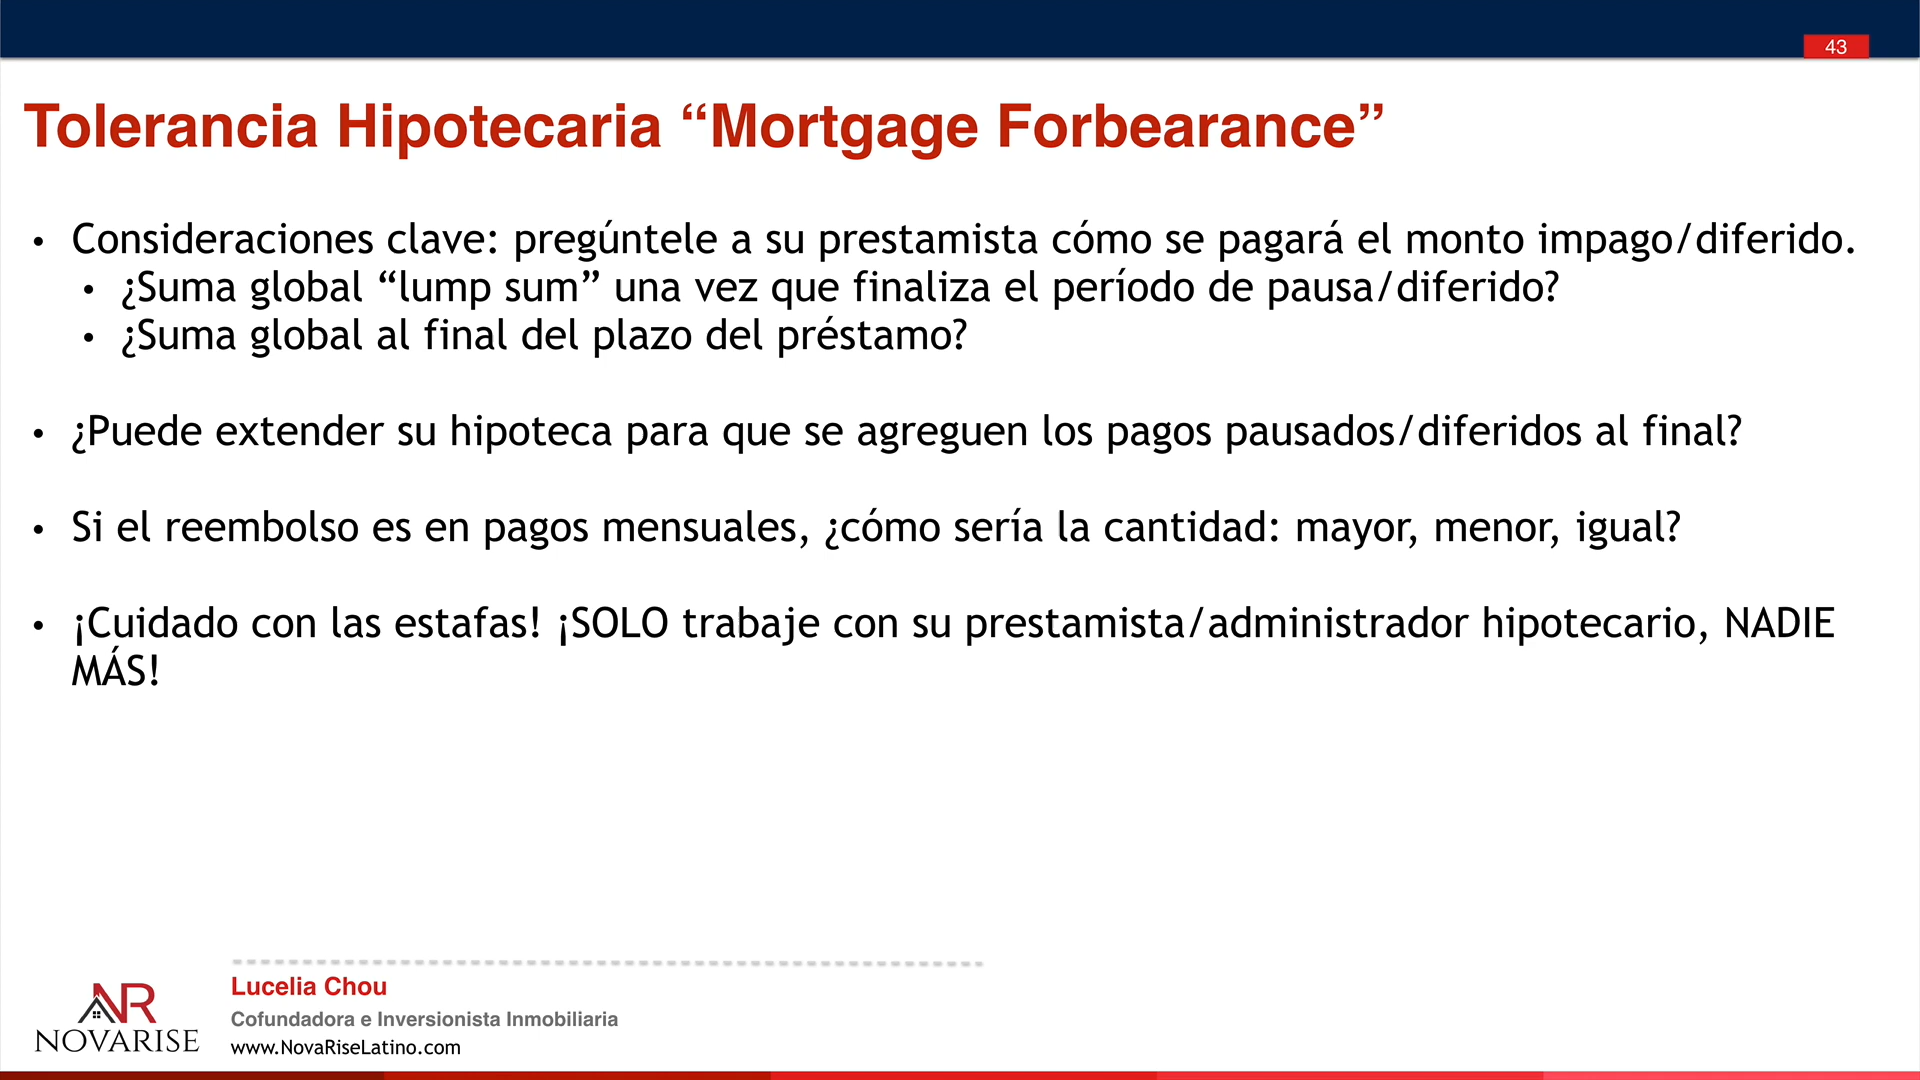 43
Tolerancia Hipotecaria “Mortgage Forbearance”
• Consideraciones clave: pregúntele a su prestamista cómo se pagará el monto impago/diferido.
• ¿Suma global “lump sum” una vez que finaliza el período de pausa/diferido?
• ¿Suma global al final del plazo del préstamo?
• ¿Puede extender su hipoteca para que se agreguen los pagos pausados/diferidos al final?
• Si el reembolso es en pagos mensuales, ¿cómo sería la cantidad: mayor, menor, igual?
• ¡Cuidado con las estafas! ¡SOLO trabaje con su prestamista/administrador hipotecario, NADIE
MÁS!
NR
NOVARISE
Lucelia Chou
Cofundadora e Inversionista Inmobiliaria
www.NovaRiseLatino.com